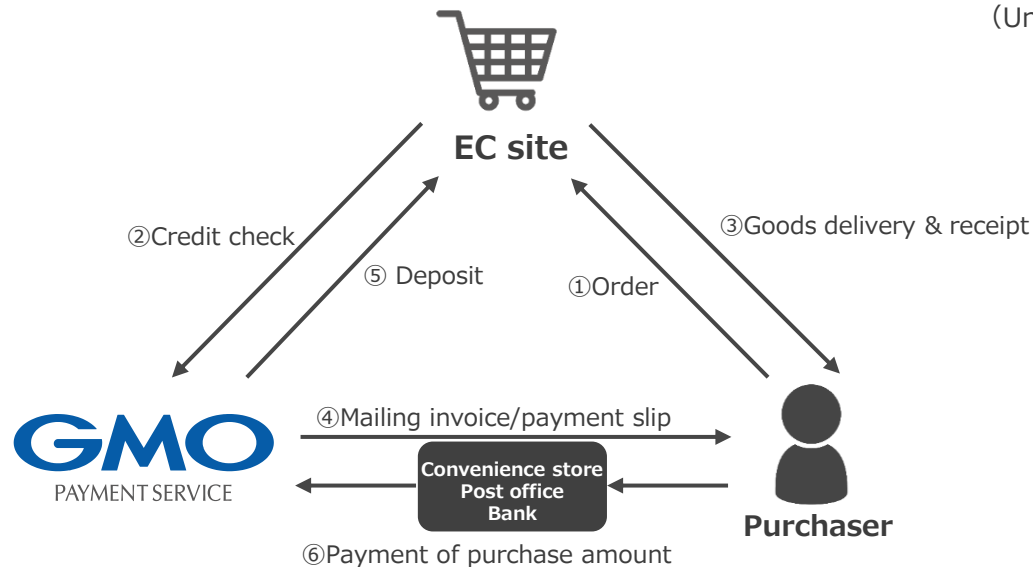 (Un
EC site
②Credit check
③Goods delivery & receipt
⑤ Deposit
①Order
④Mailing invoice/payment slip
GMO
PAYMENT SERVICE
Convenience store
Post office
Bank
Purchaser
⑥Payment of purchase amount